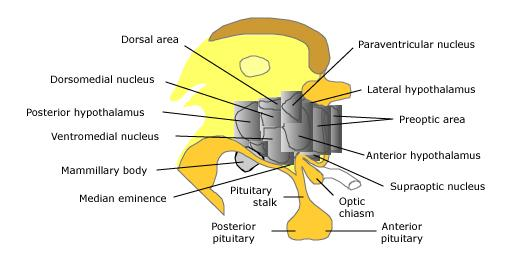 Dorsal area
Paraventricular nucleus
Dorsomedial nucleus
Lateral hypothalamus
Posterior hypothalamus
Preoptic area
Ventromedial nucleus
Anterior hypothalamus
Mammillary body
Supraoptic nucleus
Median eminence
Pituitary
stalk
Optic
chiasm
Posterior
pituitary
Anterior
pituitary